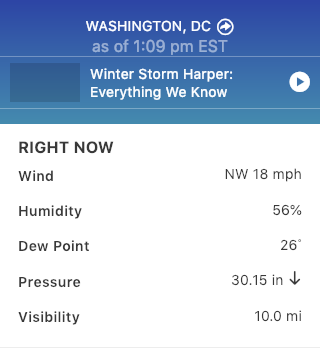 WASHINGTON, DC
as of 1:09 pm EST
Winter Storm Harper:
Everything We Know
RIGHT NOW
Wind NW 18 mph
Humidity 56%
Dew Point 26°
Pressure 30.15 in ↓
Visibility 10.0 mi